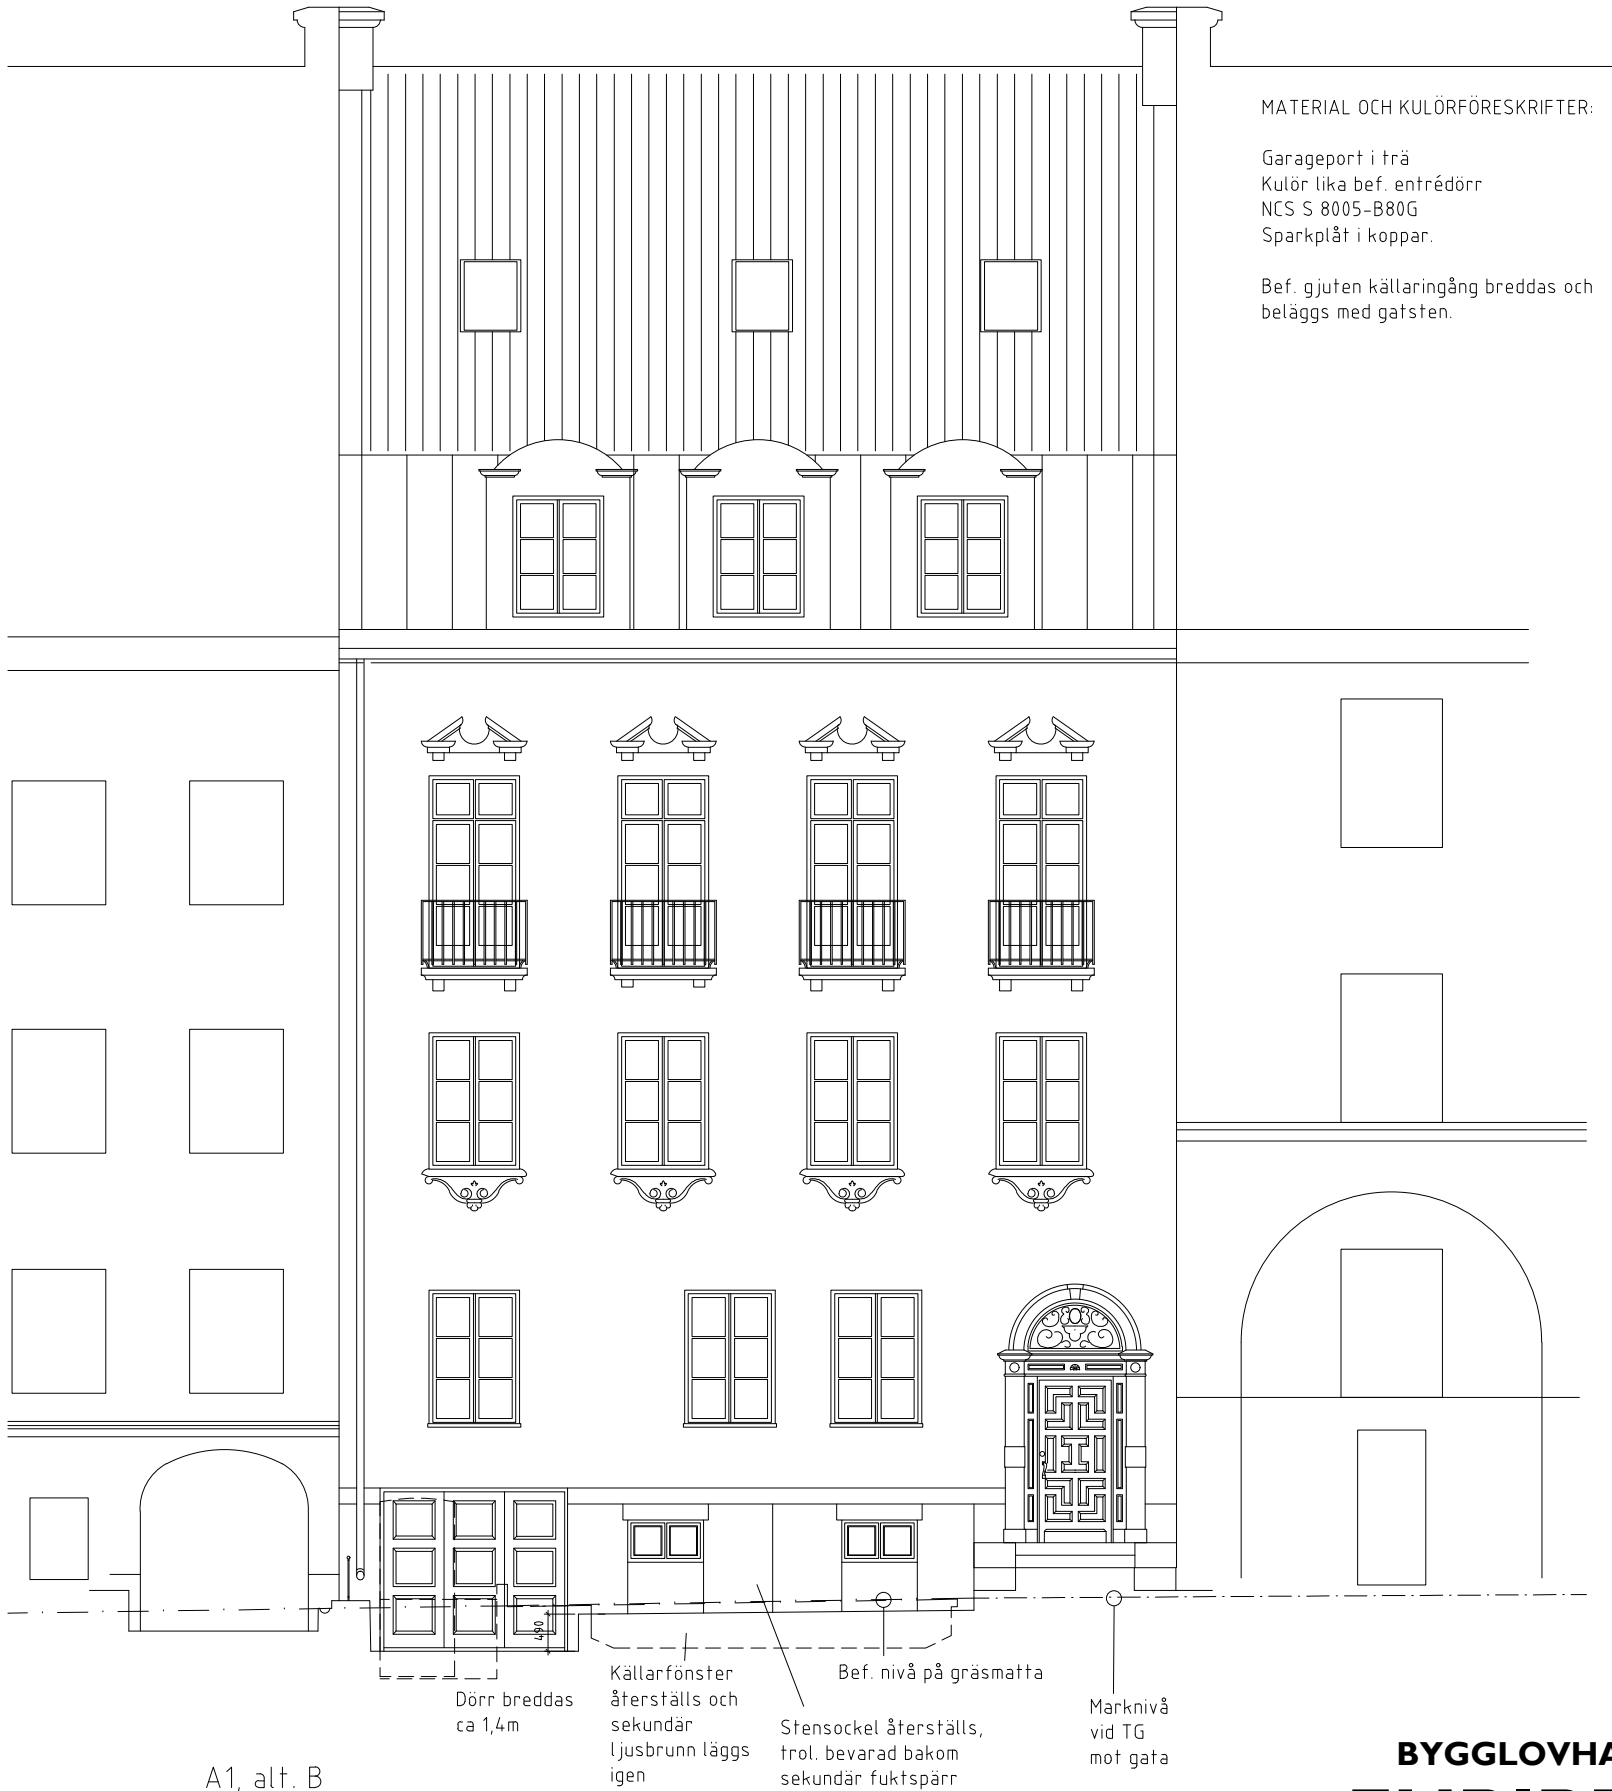 MATERIAL OCH KULÖRFÖRESKRIFTER:
Garageport i trä
Kulör lika bef. entrédörr
NCS S 8005-B80G
Sparkplåt i koppar.
Bef. gjuten källaringång breddas och
beläggs med gatsten.
490
Dörr breddas
ca 1,4m
Källarfönster
återställs och
sekundär
ljusbrunn läggs
igen
Bef. nivå på gräsmatta
Stensockel återställs,
trol. bevarad bakom
sekundär fuktspärr
Marknivå
vid TG
mot gata
A1, alt. B
BYGGLOVHA